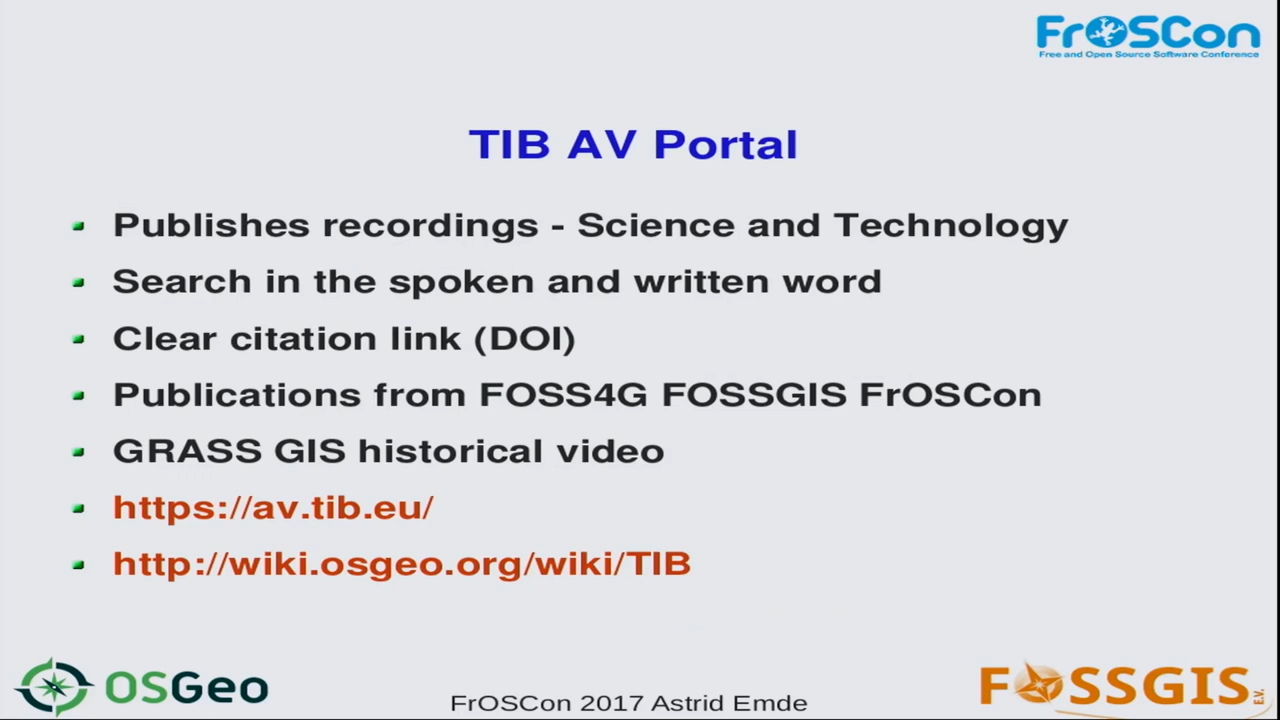 FrOSCon
Free and Open Source Software Conference
TIB AV Portal
Publishes recordings - Science and Technology
Search in the spoken and written word
Clear citation link (DOI)
Publications from FOSS4G FOSSGIS FrOSCon
GRASS GIS historical video
https://av.tib.eu/
http://wiki.osgeo.org/wiki/TIB
OSGeo
FrOSCon 2017 Astrid Emde
FOSSGIS E.V.